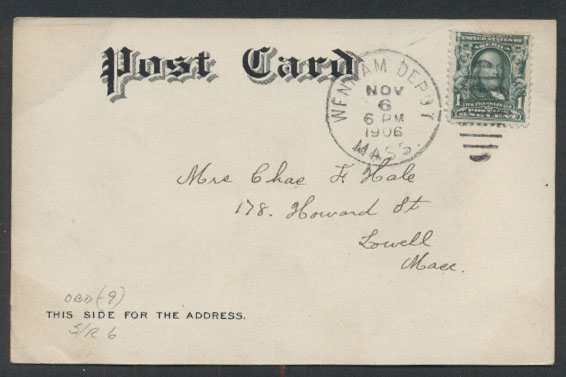 Post Card
WENHAM DEPOT
NOV
6
6 PM
1906
MASS.
Mrs Chas F. Hale
178. Howard St
Lowell
Mass.
THIS SIDE FOR THE ADDRESS.
S/R 6